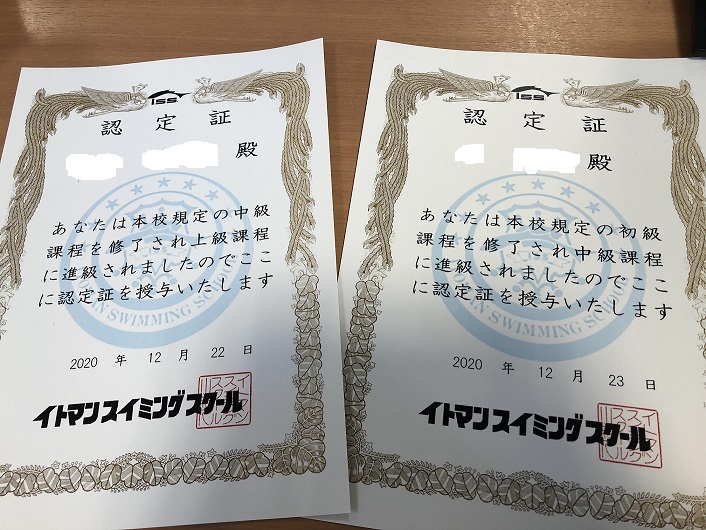 ISS
認定証
殿
あなたは本校規定の中級
課程を修了され上級課程
に進級されましたのでここ
に認定証を授与いたします
2020 年 12 月 22 日
イトマンスイミングスクール
ISS
認定証
殿
あなたは本校規定の初級
課程を修了され中級課程
に進級されましたのでここ
に認定証を授与いたします
2020 年 12 月 23 日
イトマンスイミングスクール